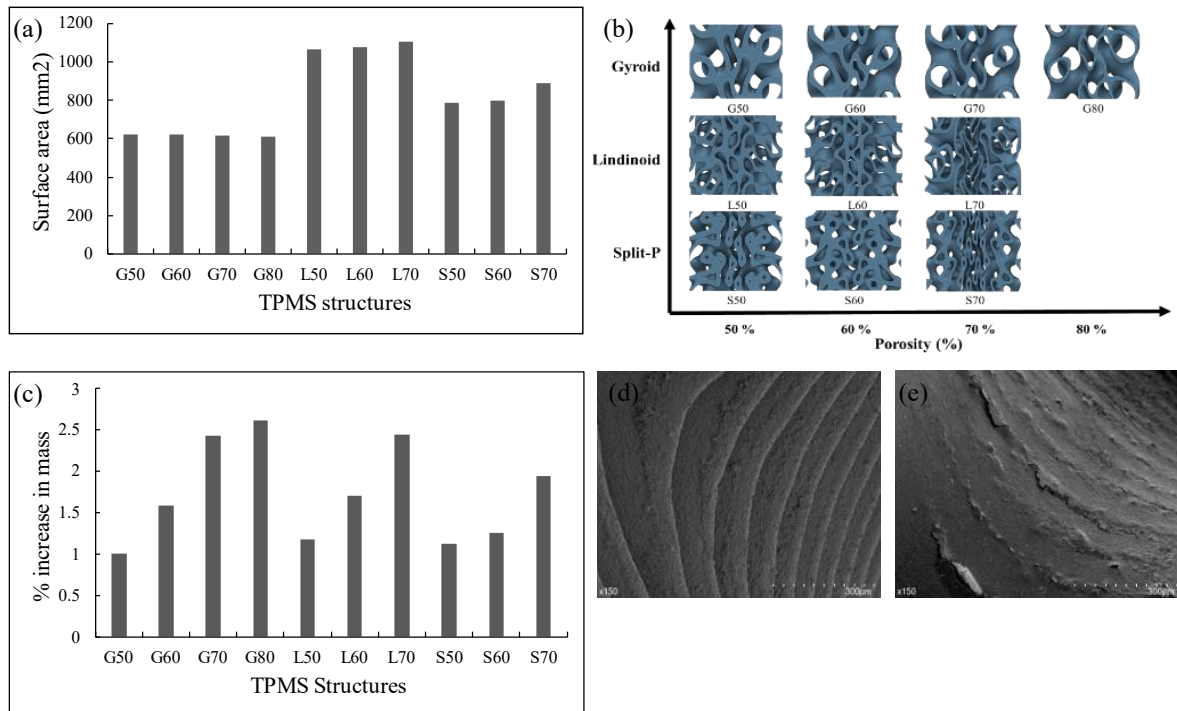 (a)
1200
1000
800
600
400
200
0
Surface area (mm2)
G50 G60 G70 G80 L50 L60 L70 S50 S60 S70
TPMS structures
(b)
Gyroid
G50 G60 G70 G80
Lindinoid
L50 L60 L70
Split-P
S50 S60 S70
50 % 60 % 70 % 80 %
Porosity (%)
(c)
3
2.5
2
1.5
1
0.5
0
% increase in mass
G50 G60 G70 G80 L50 L60 L70 S50 S60 S70
TPMS Structures
(d)
x150 300μm
(e)
x150 300μm